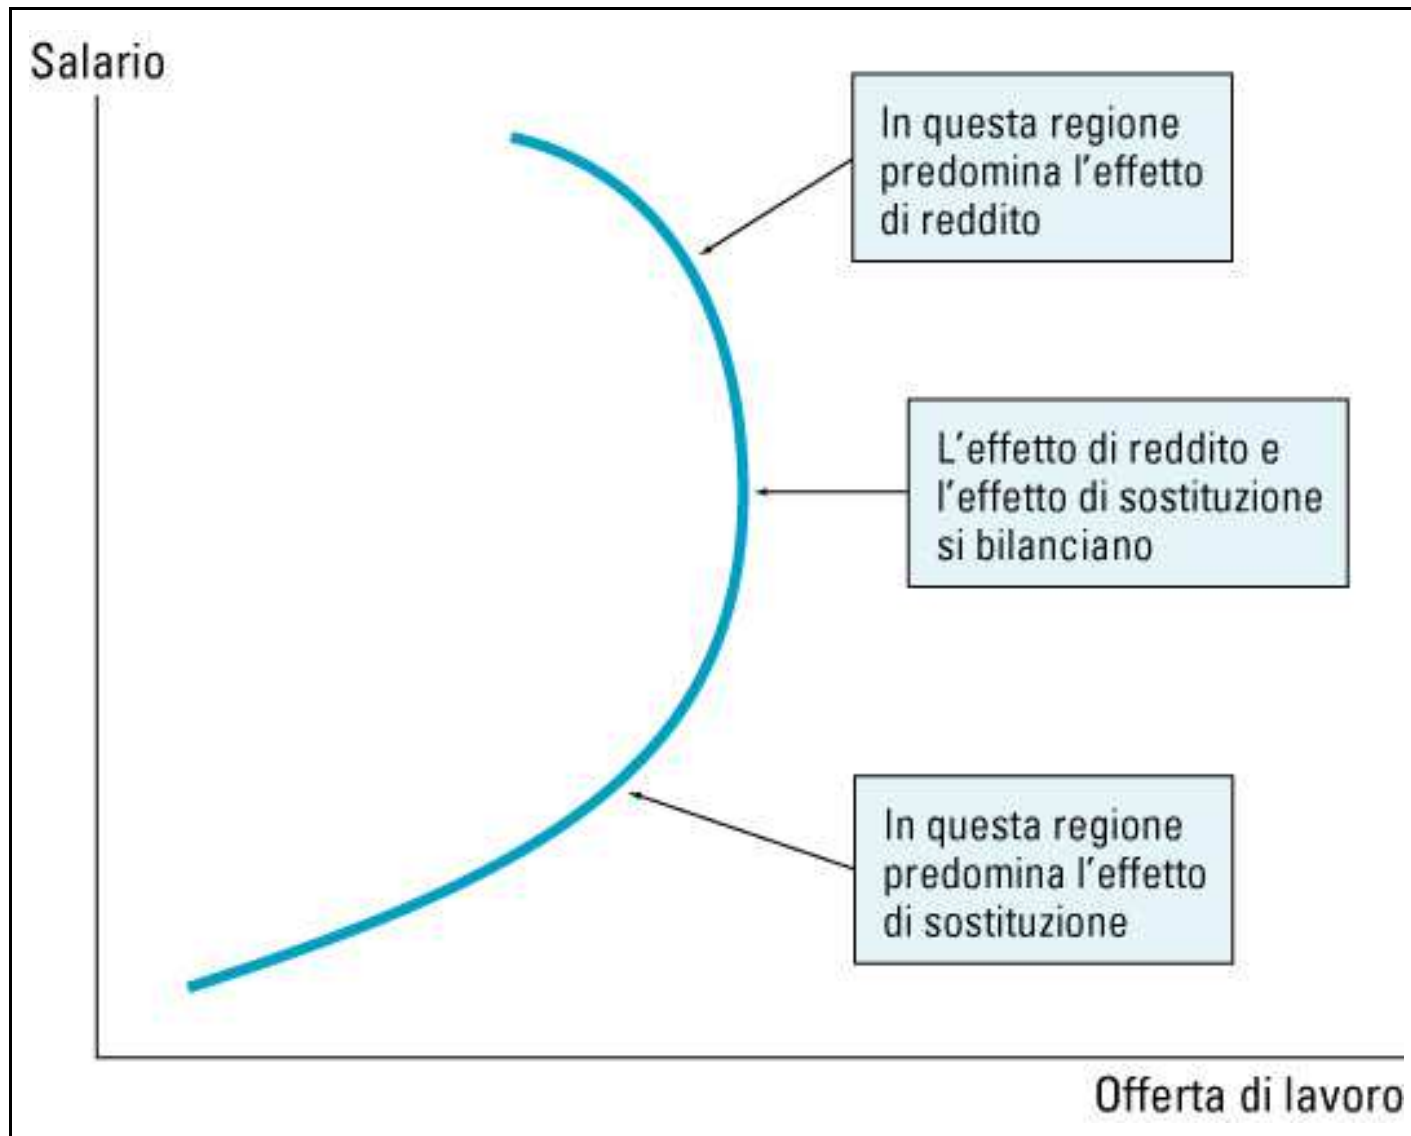 Salario
In questa regione
predomina l'effetto
di reddito
L'effetto di reddito e
l'effetto di sostituzione
si bilanciano
In questa regione
predomina l'effetto
di sostituzione
Offerta di lavoro